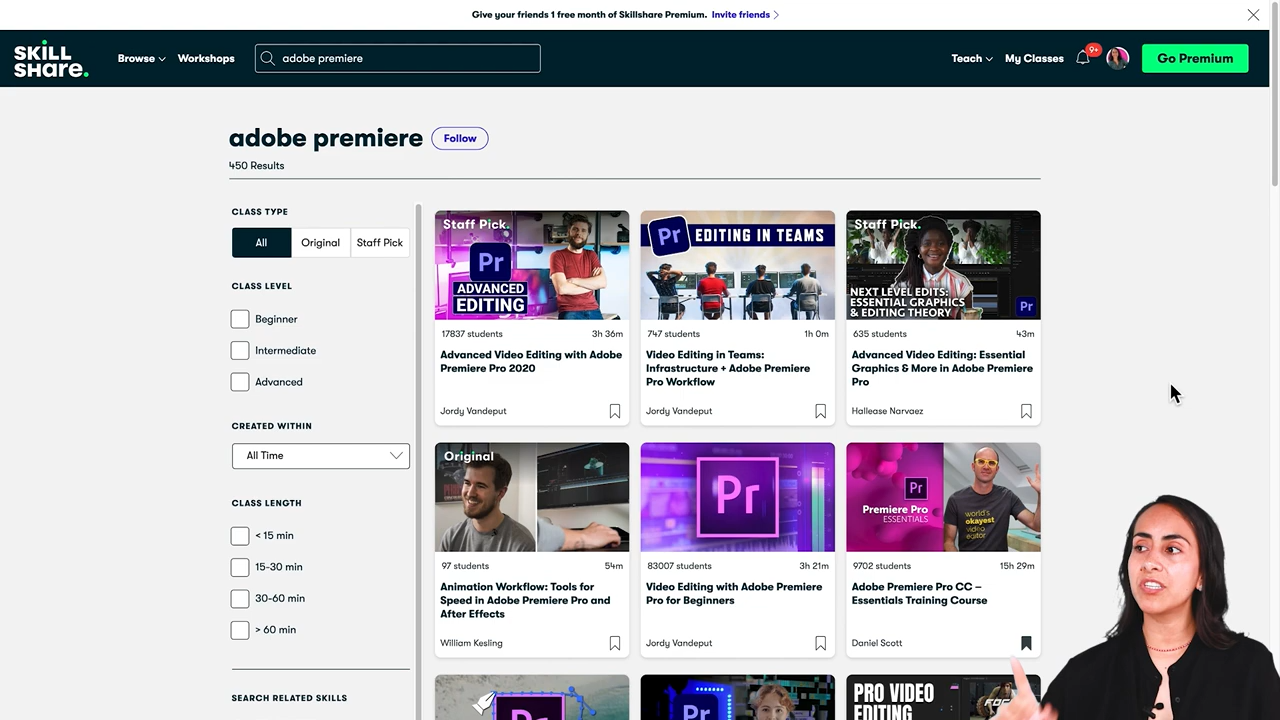 Give your friends 1 free month of Skillshare Premium. Invite friends
SKILL
SHARE.
Browse
Workshops
adobe premiere
Teach
My Classes
9+
Go Premium
adobe premiere
Follow
450 Results
CLASS TYPE
All
Original
Staff Pick
CLASS LEVEL
Beginner
Intermediate
Advanced
CREATED WITHIN
All Time
CLASS LENGTH
< 15 min
15-30 min
30-60 min
> 60 min
SEARCH RELATED SKILLS
Staff Pick.
Pr
ADVANCED
EDITING
17837 students
3h 36m
Advanced Video Editing with Adobe
Premiere Pro 2020
Jordy Vandeput
Pr
EDITING IN TEAMS
747 students
1h 0m
Video Editing in Teams:
Infrastructure + Adobe Premiere
Pro Workflow
Jordy Vandeput
Staff Pick.
NEXT LEVEL EDITS:
ESSENTIAL GRAPHICS
& EDITING THEORY
Pr
635 students
43m
Advanced Video Editing: Essential
Graphics & More in Adobe Premiere
Pro
Hallease Narvaez
Original
97 students
54m
Animation Workflow: Tools for
Speed in Adobe Premiere Pro and
After Effects
William Kesling
Pr
83007 students
3h 21m
Video Editing with Adobe Premiere
Pro for Beginners
Jordy Vandeput
Pr
Premiere Pro
ESSENTIALS
world's
okayest
video
editor
9702 students
15h 29m
Adobe Premiere Pro CC –
Essentials Training Course
Daniel Scott
Pr
Pr
PRO VIDEO
EDITING